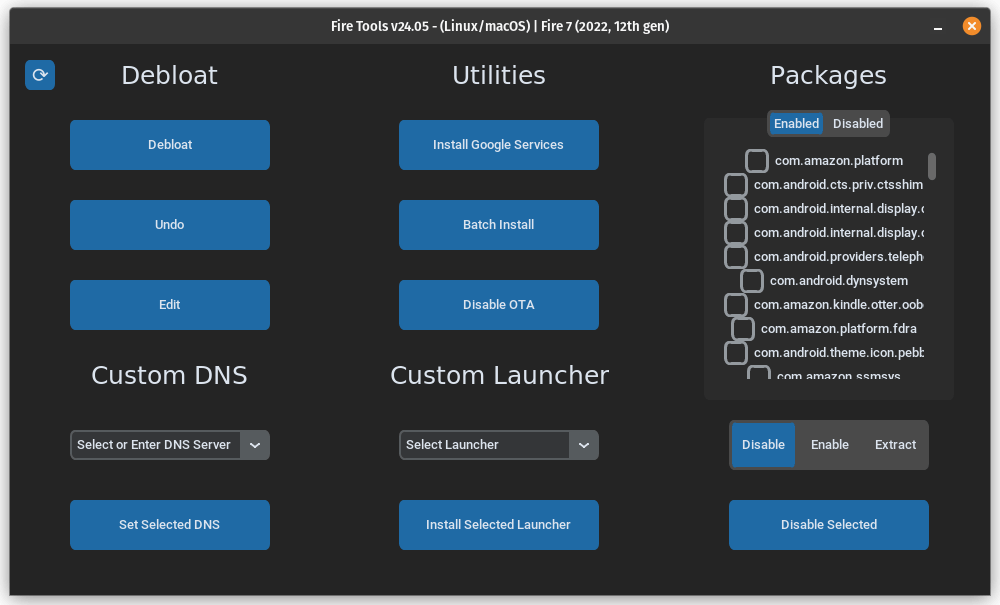 Fire Tools v24.05 - (Linux/macOS) | Fire 7 (2022, 12th gen)
Debloat
Debloat
Undo
Edit
Custom DNS
Select or Enter DNS Server
Set Selected DNS
Utilities
Install Google Services
Batch Install
Disable OTA
Custom Launcher
Select Launcher
Install Selected Launcher
Packages
Enabled Disabled
com.amazon.platform
com.android.cts.priv.ctsshim
com.android.internal.display.
com.android.internal.display.
com.android.providers.teleph
com.android.dynsystem
com.amazon.kindle.otter.oob
com.amazon.platform.fdra
com.android.theme.icon.peb
com.amazon.ssmsys
Disable Enable Extract
Disable Selected